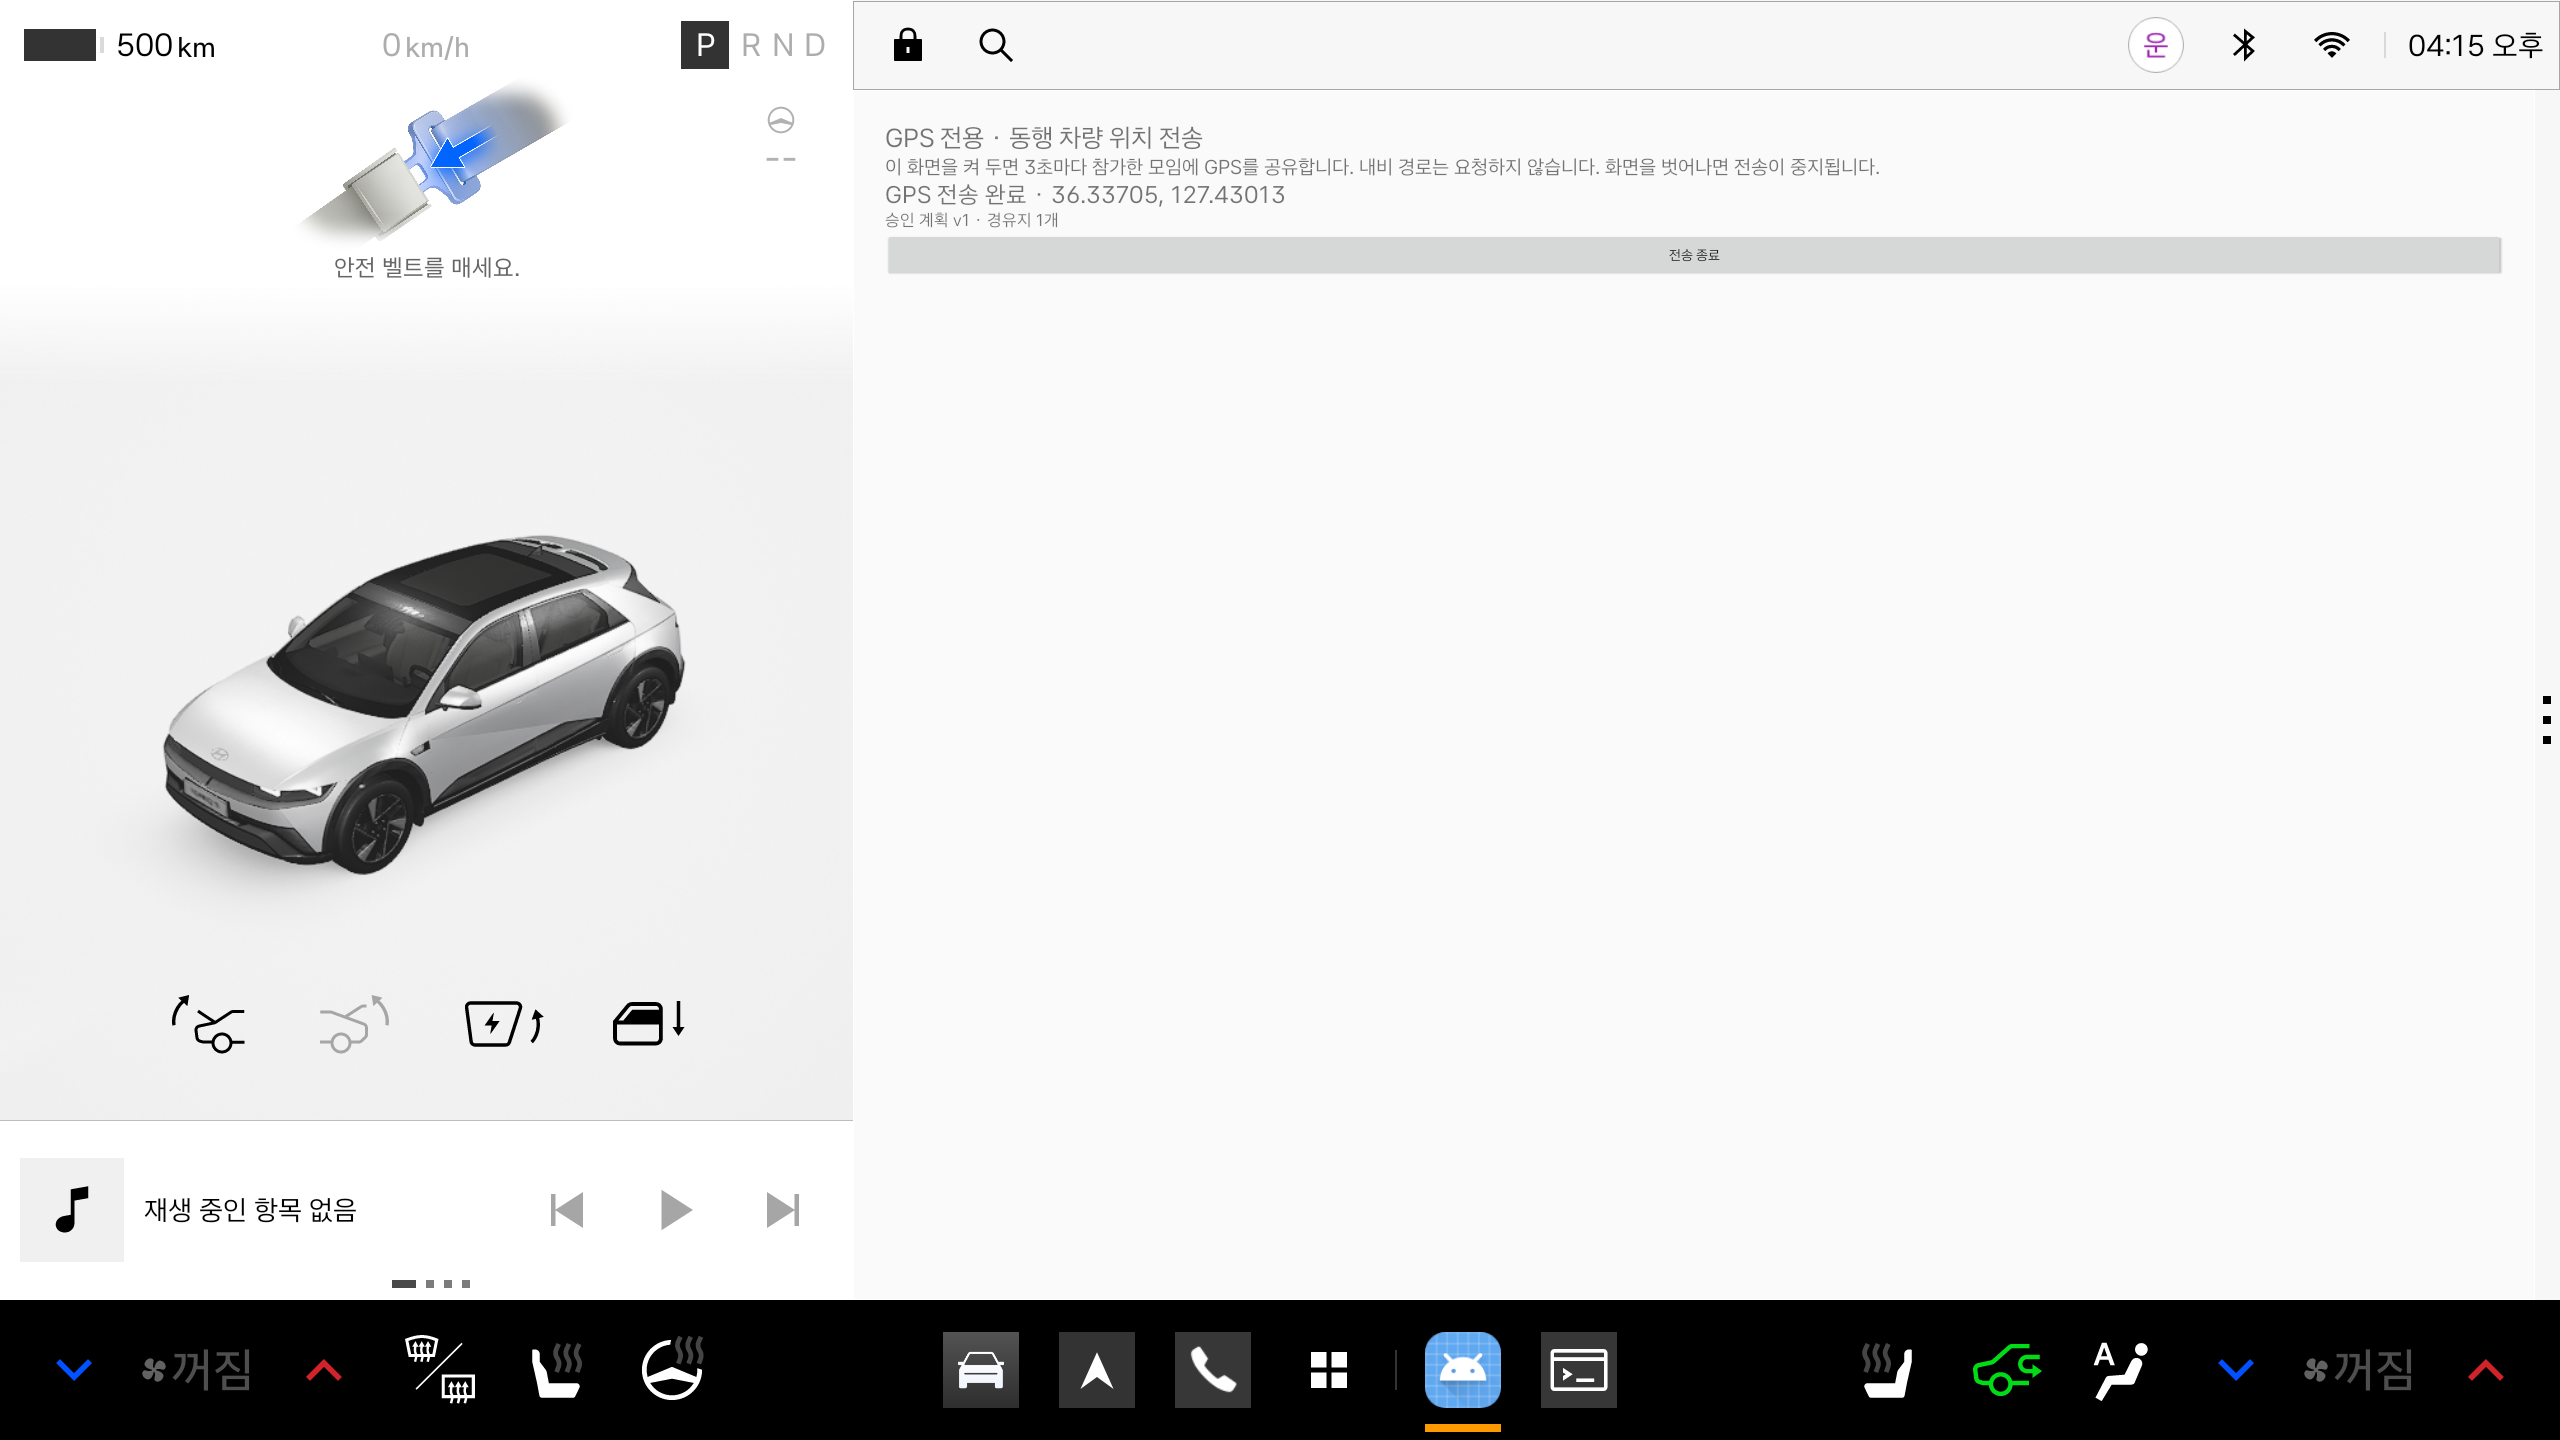 500 km
0 km/h
P R N D
운
04:15 오후
안전 벨트를 매세요.
GPS 전용 · 동행 차량 위치 전송
이 화면을 켜 두면 3초마다 참가한 모임에 GPS를 공유합니다. 내비 경로는 요청하지 않습니다. 화면을 벗어나면 전송이 중지됩니다.
GPS 전송 완료 · 36.33705, 127.43013
승인 계획 v1 · 경유지 1개
전송 종료
재생 중인 항목 없음
꺼짐
A
꺼짐